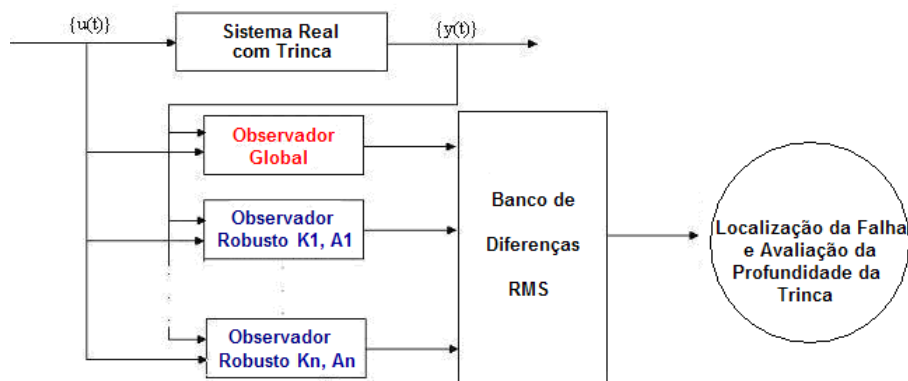 {u(t)}
Sistema Real
com Trinca
{y(t)}
Observador
Global
Observador
Robusto K1, A1
Observador
Robusto Kn, An
Banco de
Diferenças
RMS
Localização da Falha
e Avaliação da
Profundidade da
Trinca